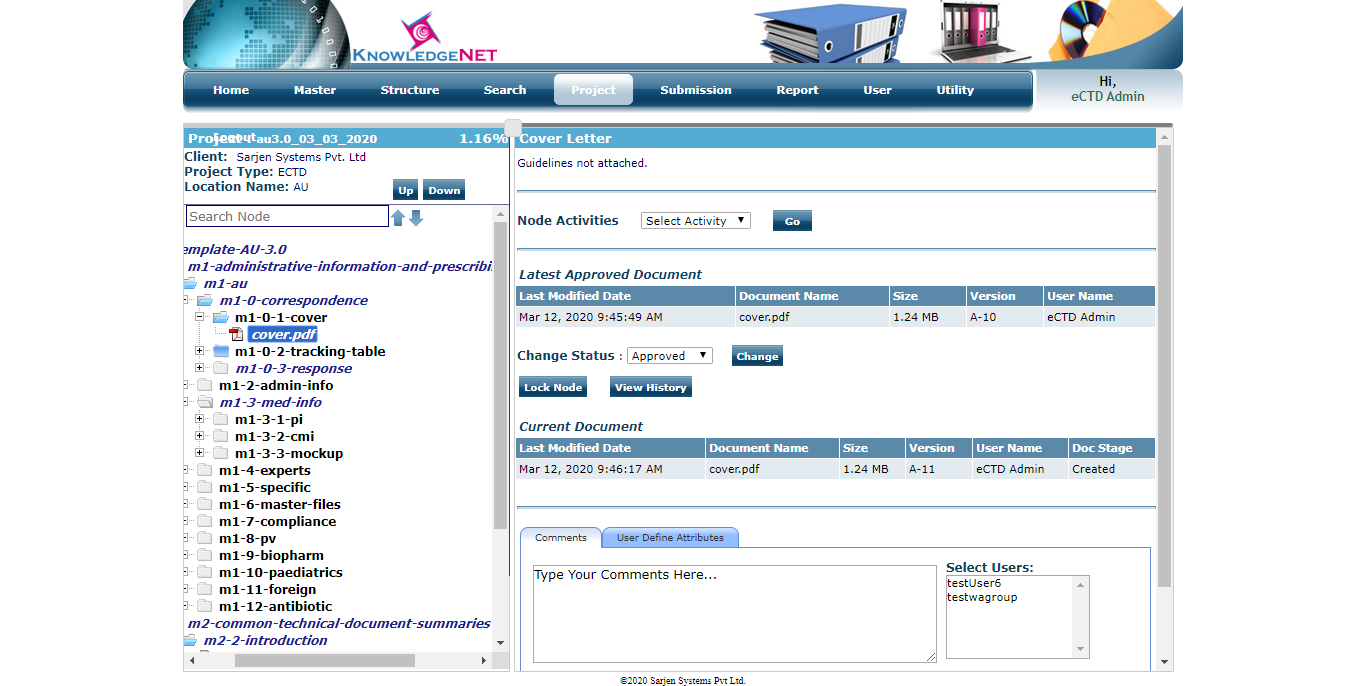 KNOWLEDGENET
Home Master Structure Search Project Submission Report User Utility
Hi,
eCTD Admin
Logout
Project : au3.0_03_03_2020 1.16%
Client: Sarjen Systems Pvt. Ltd
Project Type: ECTD
Location Name: AU
Up Down
Search Node
emplate-AU-3.0
m1-administrative-information-and-prescribi
m1-au
m1-0-correspondence
m1-0-1-cover
cover.pdf
m1-0-2-tracking-table
m1-0-3-response
m1-2-admin-info
m1-3-med-info
m1-3-1-pi
m1-3-2-cmi
m1-3-3-mockup
m1-4-experts
m1-5-specific
m1-6-master-files
m1-7-compliance
m1-8-pv
m1-9-biopharm
m1-10-paediatrics
m1-11-foreign
m1-12-antibiotic
m2-common-technical-document-summaries
m2-2-introduction
Cover Letter
Guidelines not attached.
Node Activities Select Activity Go
Latest Approved Document
Last Modified Date Document Name Size Version User Name
Mar 12, 2020 9:45:49 AM cover.pdf 1.24 MB A-10 eCTD Admin
Change Status : Approved Change
Lock Node View History
Current Document
Last Modified Date Document Name Size Version User Name Doc Stage
Mar 12, 2020 9:46:17 AM cover.pdf 1.24 MB A-11 eCTD Admin Created
Comments User Define Attributes
Type Your Comments Here...
Select Users:
testUser6
testwagroup
©2020 Sarjen Systems Pvt Ltd.